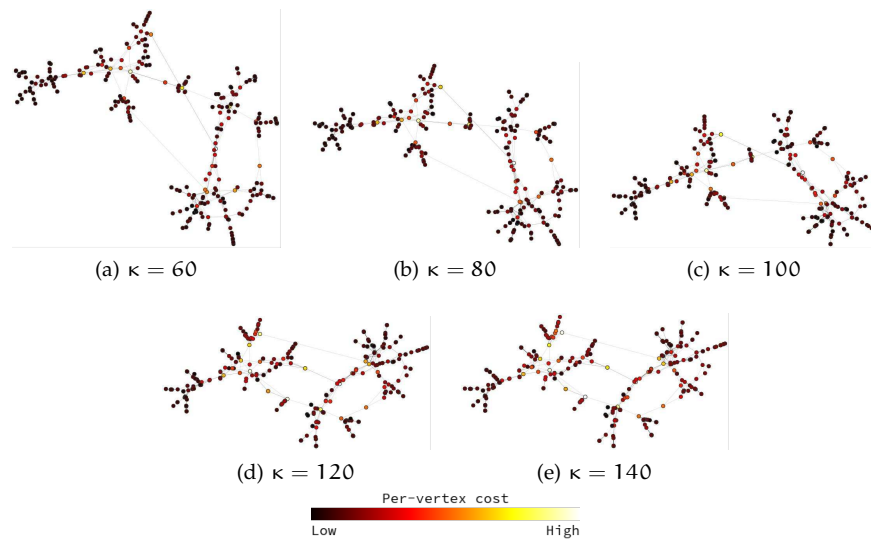 (a) κ = 60
(b) κ = 80
(c) κ = 100
(d) κ = 120
(e) κ = 140
Per-vertex cost
Low High